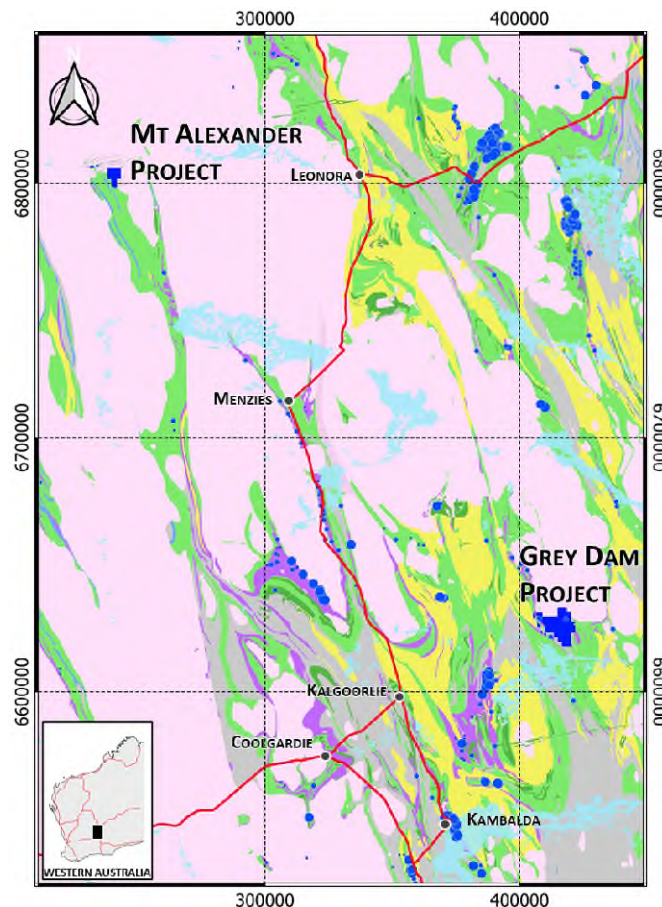 300000 400000
N
MT ALEXANDER
PROJECT
LEONORA
6800000 6800000
MENZIES
6700000 6700000
GREY DAM
PROJECT
KALGOORLIE
6600000 6600000
COOLGARDIE
KAMBALDA
WESTERN AUSTRALIA
300000 400000